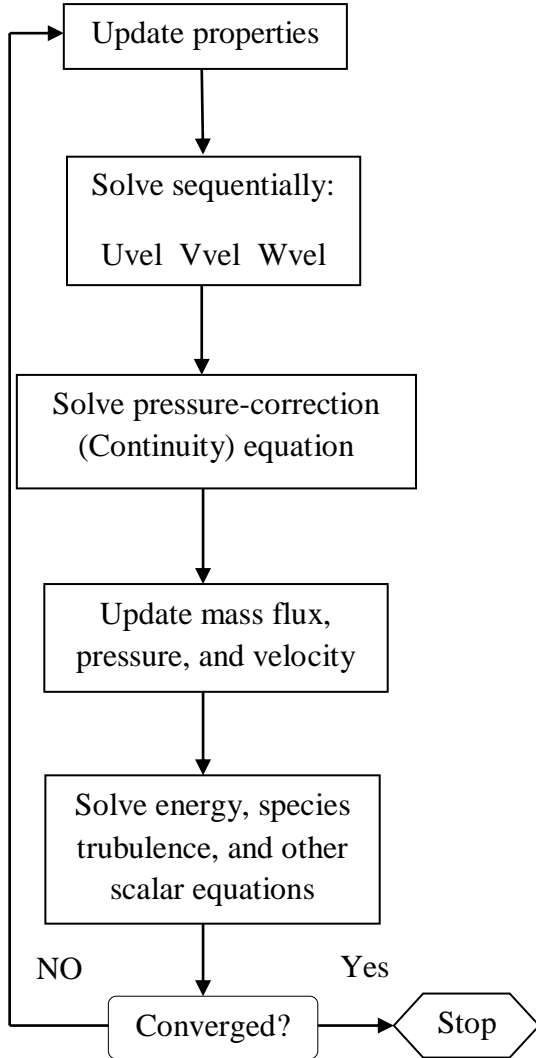 Update properties
Solve sequentially:
Uvel Vvel Wvel
Solve pressure-correction
(Continuity) equation
Update mass flux,
pressure, and velocity
Solve energy, species
trubulence, and other
scalar equations
NO
Yes
Converged?
Stop